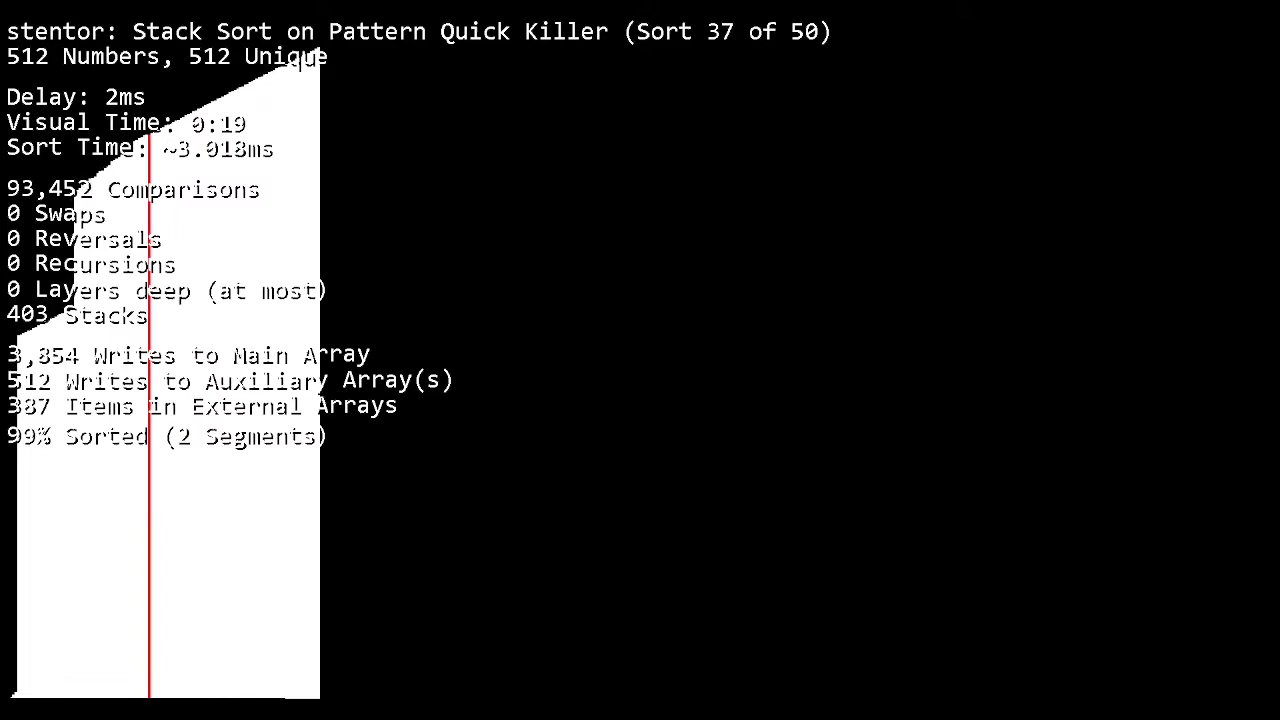 stentor: Stack Sort on Pattern Quick Killer (Sort 37 of 50)
512 Numbers, 512 Unique
Delay: 2ms
Visual Time: 0:19
Sort Time: ~3.018ms
93,452 Comparisons
0 Swaps
0 Reversals
0 Recursions
0 Layers deep (at most)
403 Stacks
3,854 Writes to Main Array
512 Writes to Auxiliary Array(s)
387 Items in External Arrays
99% Sorted (2 Segments)